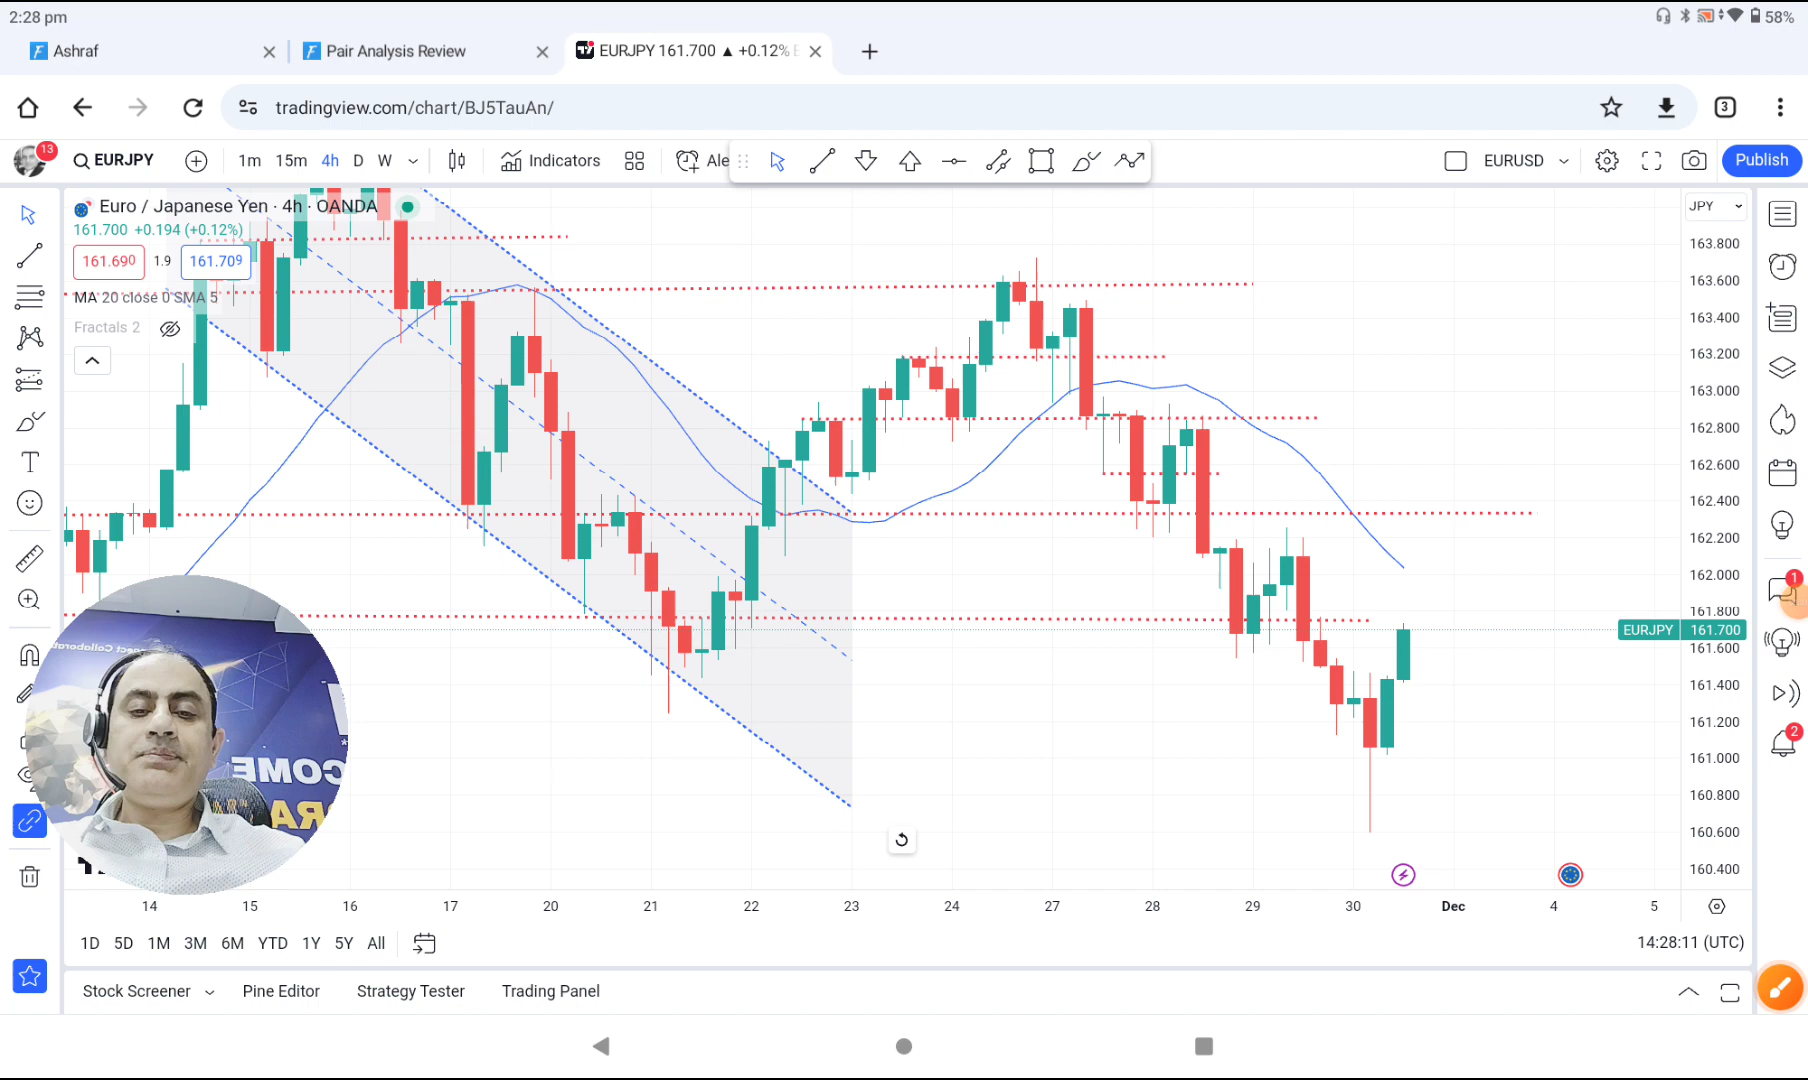 2:28 pm
58%
Ashraf
Pair Analysis Review
EURJPY 161.700 ▲ +0.12% E
tradingview.com/chart/BJ5TauAn/
3
13
EURJPY
1m 15m 4h D W
Indicators
Ale
EURUSD
Publish
Euro / Japanese Yen · 4h · OANDA
JPY
161.700 +0.194 (+0.12%)
161.690 1.9 161.709
MA 20 close 0 SMA 5
Fractals 2
163.800
163.600
163.400
163.200
163.000
162.800
162.600
162.400
162.200
162.000
161.800
EURJPY 161.700
161.600
161.400
161.200
161.000
160.800
160.600
160.400
1
2
14 15 16 17 20 21 22 23 24 27 28 29 30 Dec 4 5
1D 5D 1M 3M 6M YTD 1Y 5Y All
14:28:11 (UTC)
Stock Screener Pine Editor Strategy Tester Trading Panel